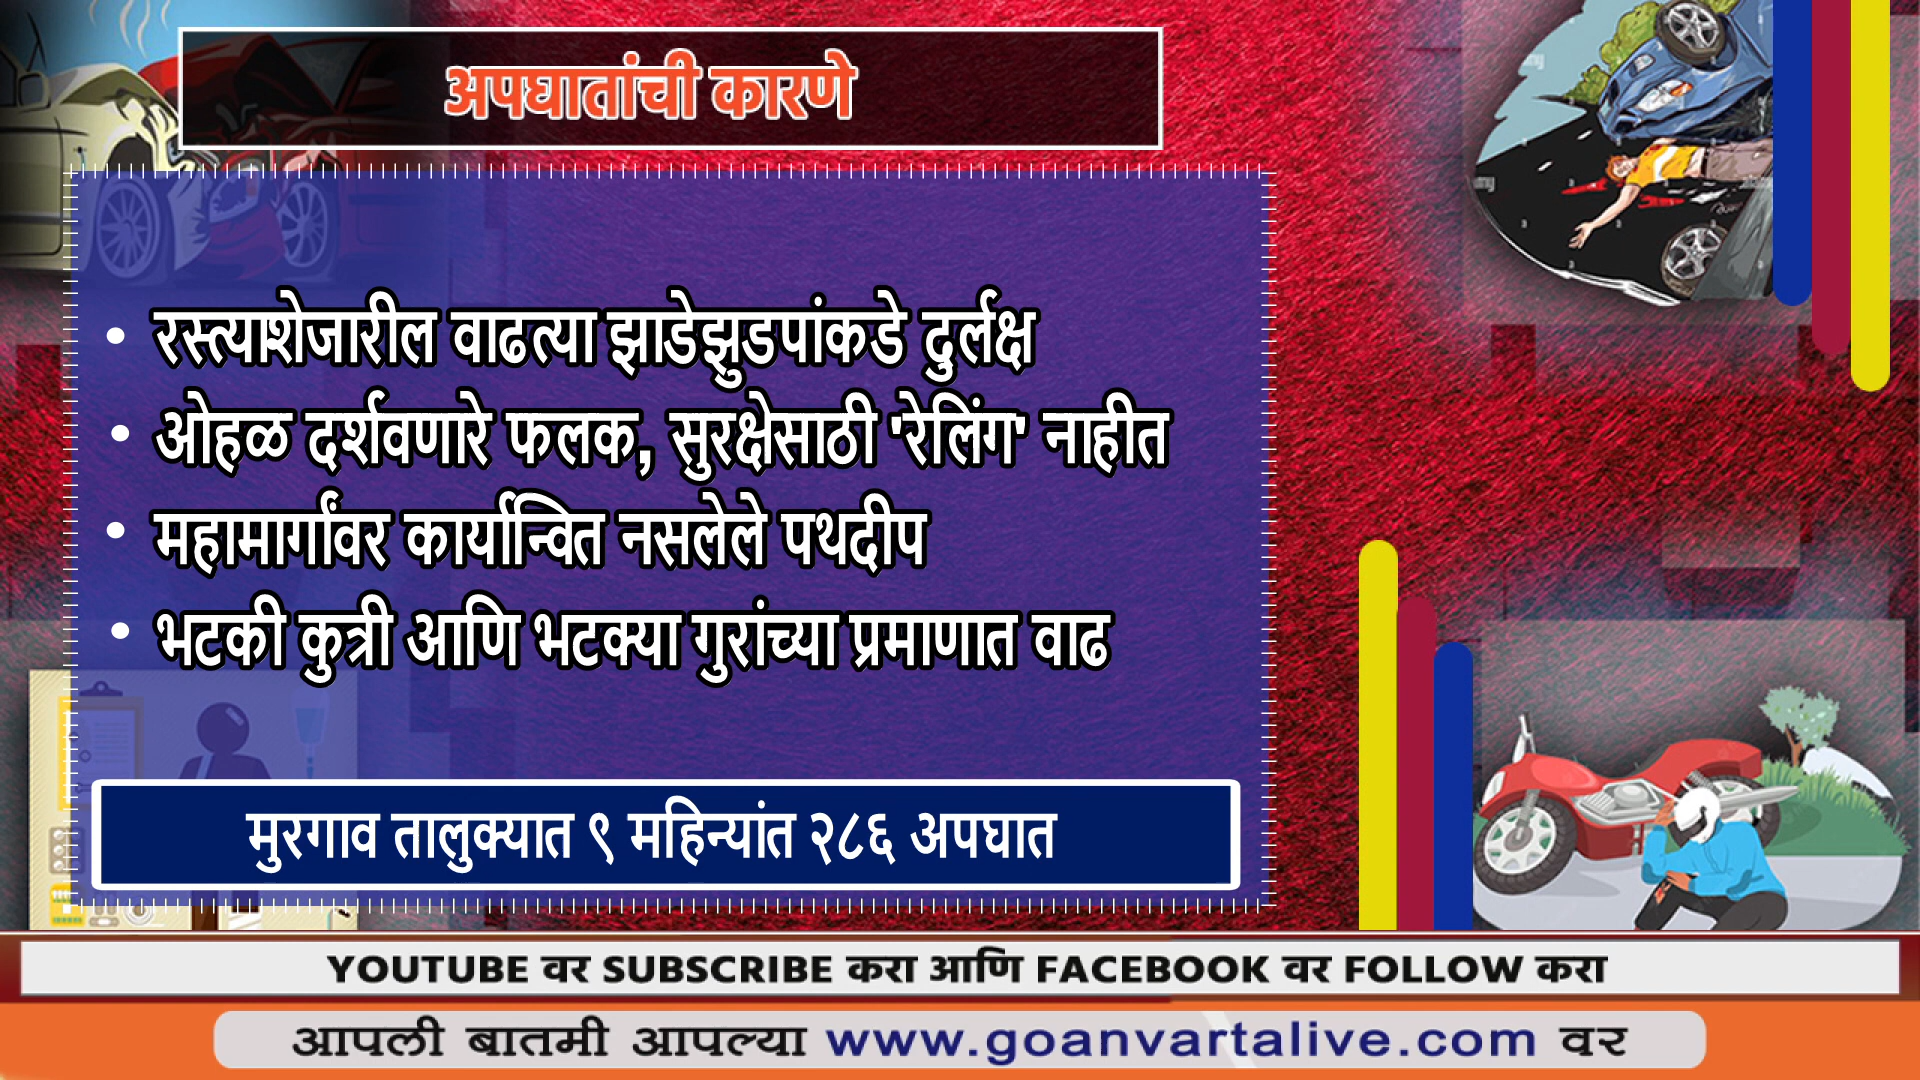 अपघातांची कारणे
• रस्त्याशेजारील वाढत्या झाडेझुडपांकडे दुर्लक्ष
• ओहळ दर्शवणारे फलक, सुरक्षेसाठी 'रेलिंग' नाहीत
• महामार्गांवर कार्यान्वित नसलेले पथदीप
• भटकी कुत्री आणि भटक्या गुरांच्या प्रमाणात वाढ
मुरगाव तालुक्यात ९ महिन्यांत २८६ अपघात
YOUTUBE वर SUBSCRIBE करा आणि FACEBOOK वर FOLLOW करा
आपली बातमी आपल्या www.goanvartalive.com वर